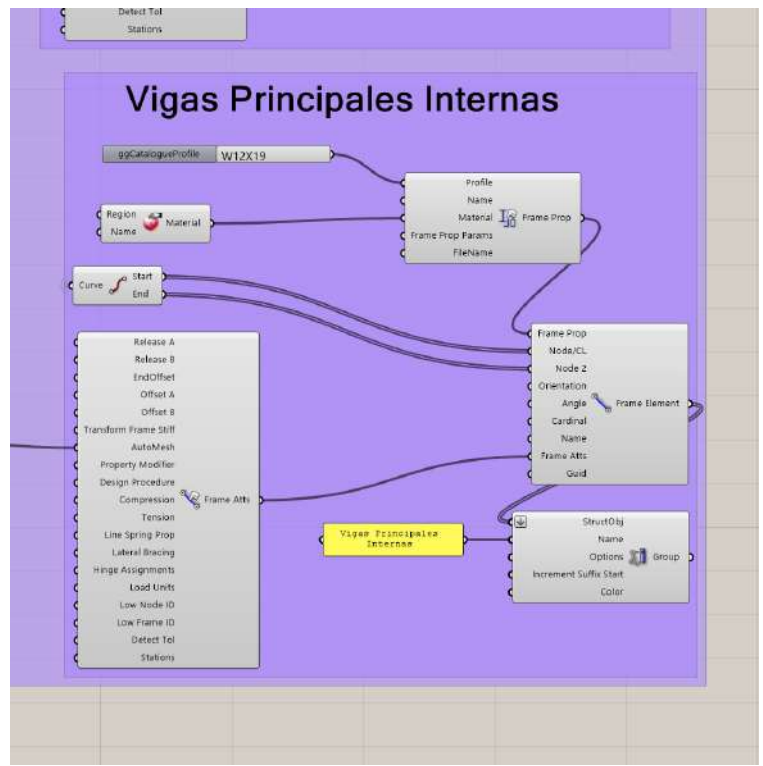 Detect Tol
Stations
Vigas Principales Internas
ggCatalogueProfile W12X19
Profile
Name
Material Frame Prop
Frame Prop Params
FileName
Region
Name
Material
Curve
Start
End
Release A
Release B
EndOffset
Offset A
Offset B
Transform Frame Stiff
AutoMesh
Property Modifier
Design Procedure
Compression Frame Atts
Tension
Line Spring Prop
Lateral Bracing
Hinge Assignments
Load Units
Low Node ID
Low Frame ID
Detect Tol
Stations
Frame Prop
Node/CL
Node 2
Orientation
Angle Frame Element
Cardinal
Name
Frame Atts
Guid
Vigas Principales
Internas
StructObj
Name
Options Group
Increment Suffix Start
Color